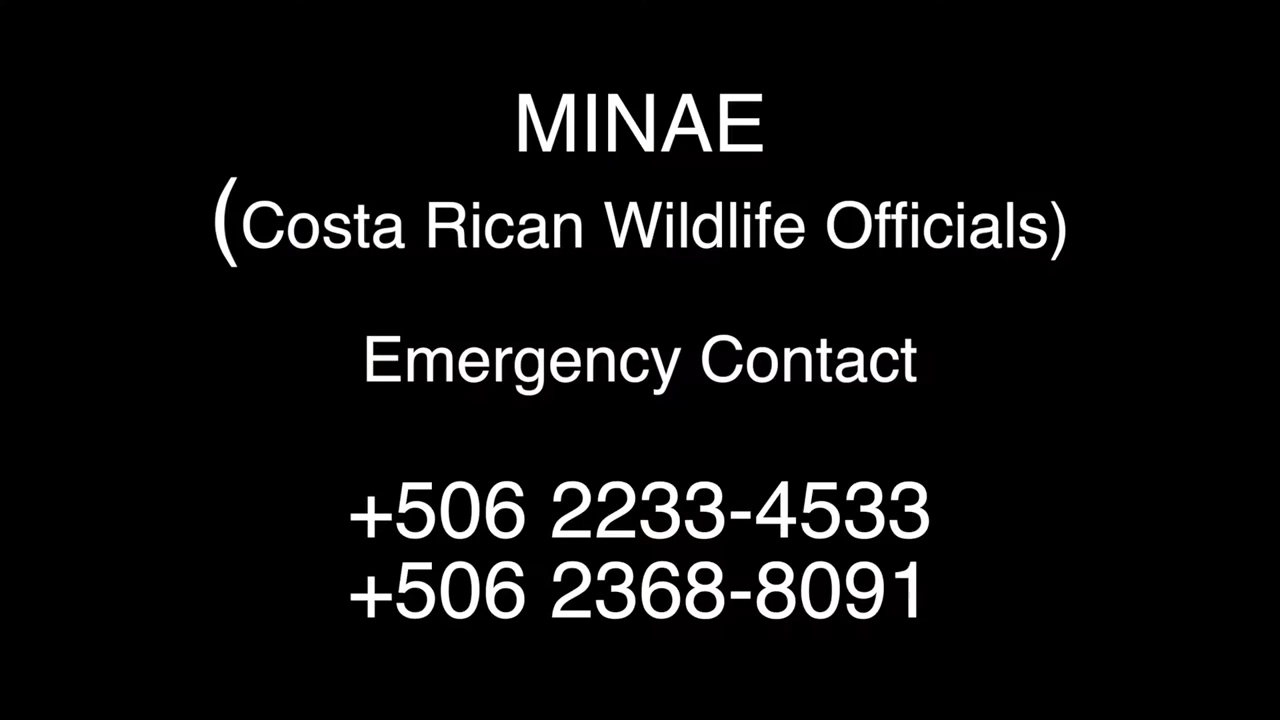 MINAE
(Costa Rican Wildlife Officials)
Emergency Contact
+506 2233-4533
+506 2368-8091